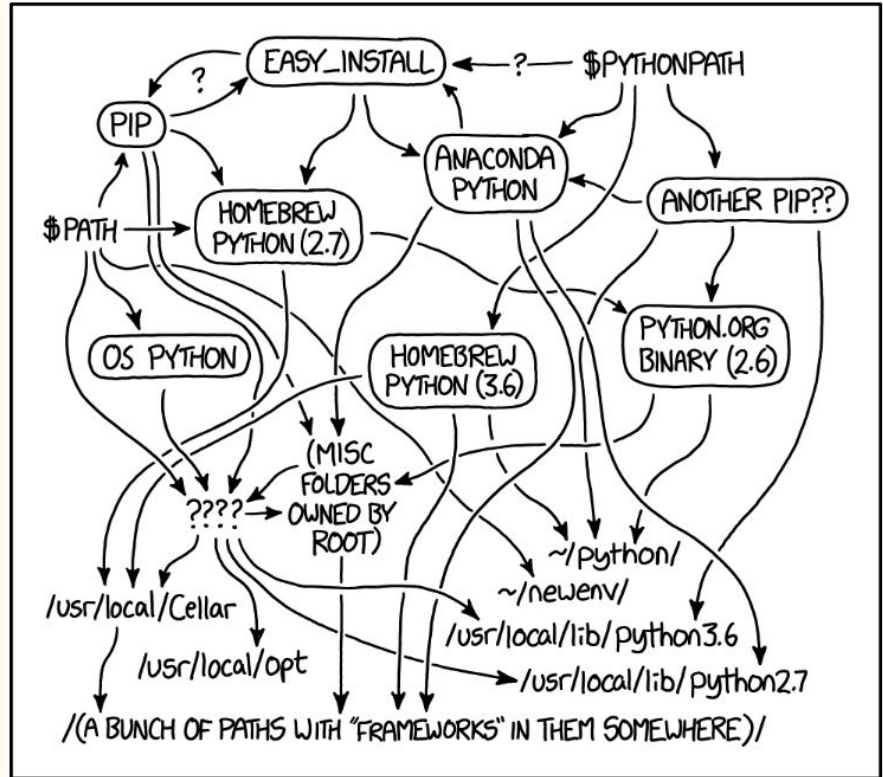 EASY_INSTALL
?
$PYTHONPATH
?
PIP
ANACONDA
PYTHON
ANOTHER PIP??
HOMEBREW
PYTHON (2.7)
$PATH
OS PYTHON
HOMEBREW
PYTHON (3.6)
PYTHON.ORG
BINARY (2.6)
(MISC
FOLDERS
OWNED BY
ROOT)
????
~/python/
~/newenv/
/usr/local/Cellar
/usr/local/lib/python3.6
/usr/local/opt
/usr/local/lib/python2.7
/(A BUNCH OF PATHS WITH "FRAMEWORKS" IN THEM SOMEWHERE)/